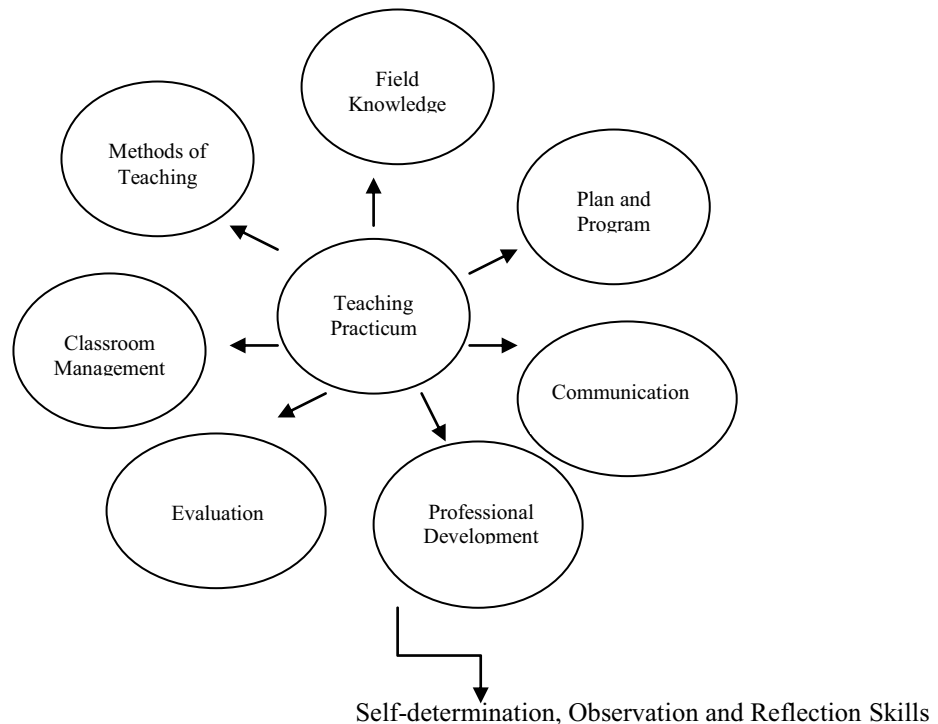 Field
Knowledge
Methods of
Teaching
Plan and
Program
Teaching
Practicum
Classroom
Management
Communication
Evaluation
Professional
Development
Self-determination, Observation and Reflection Skills